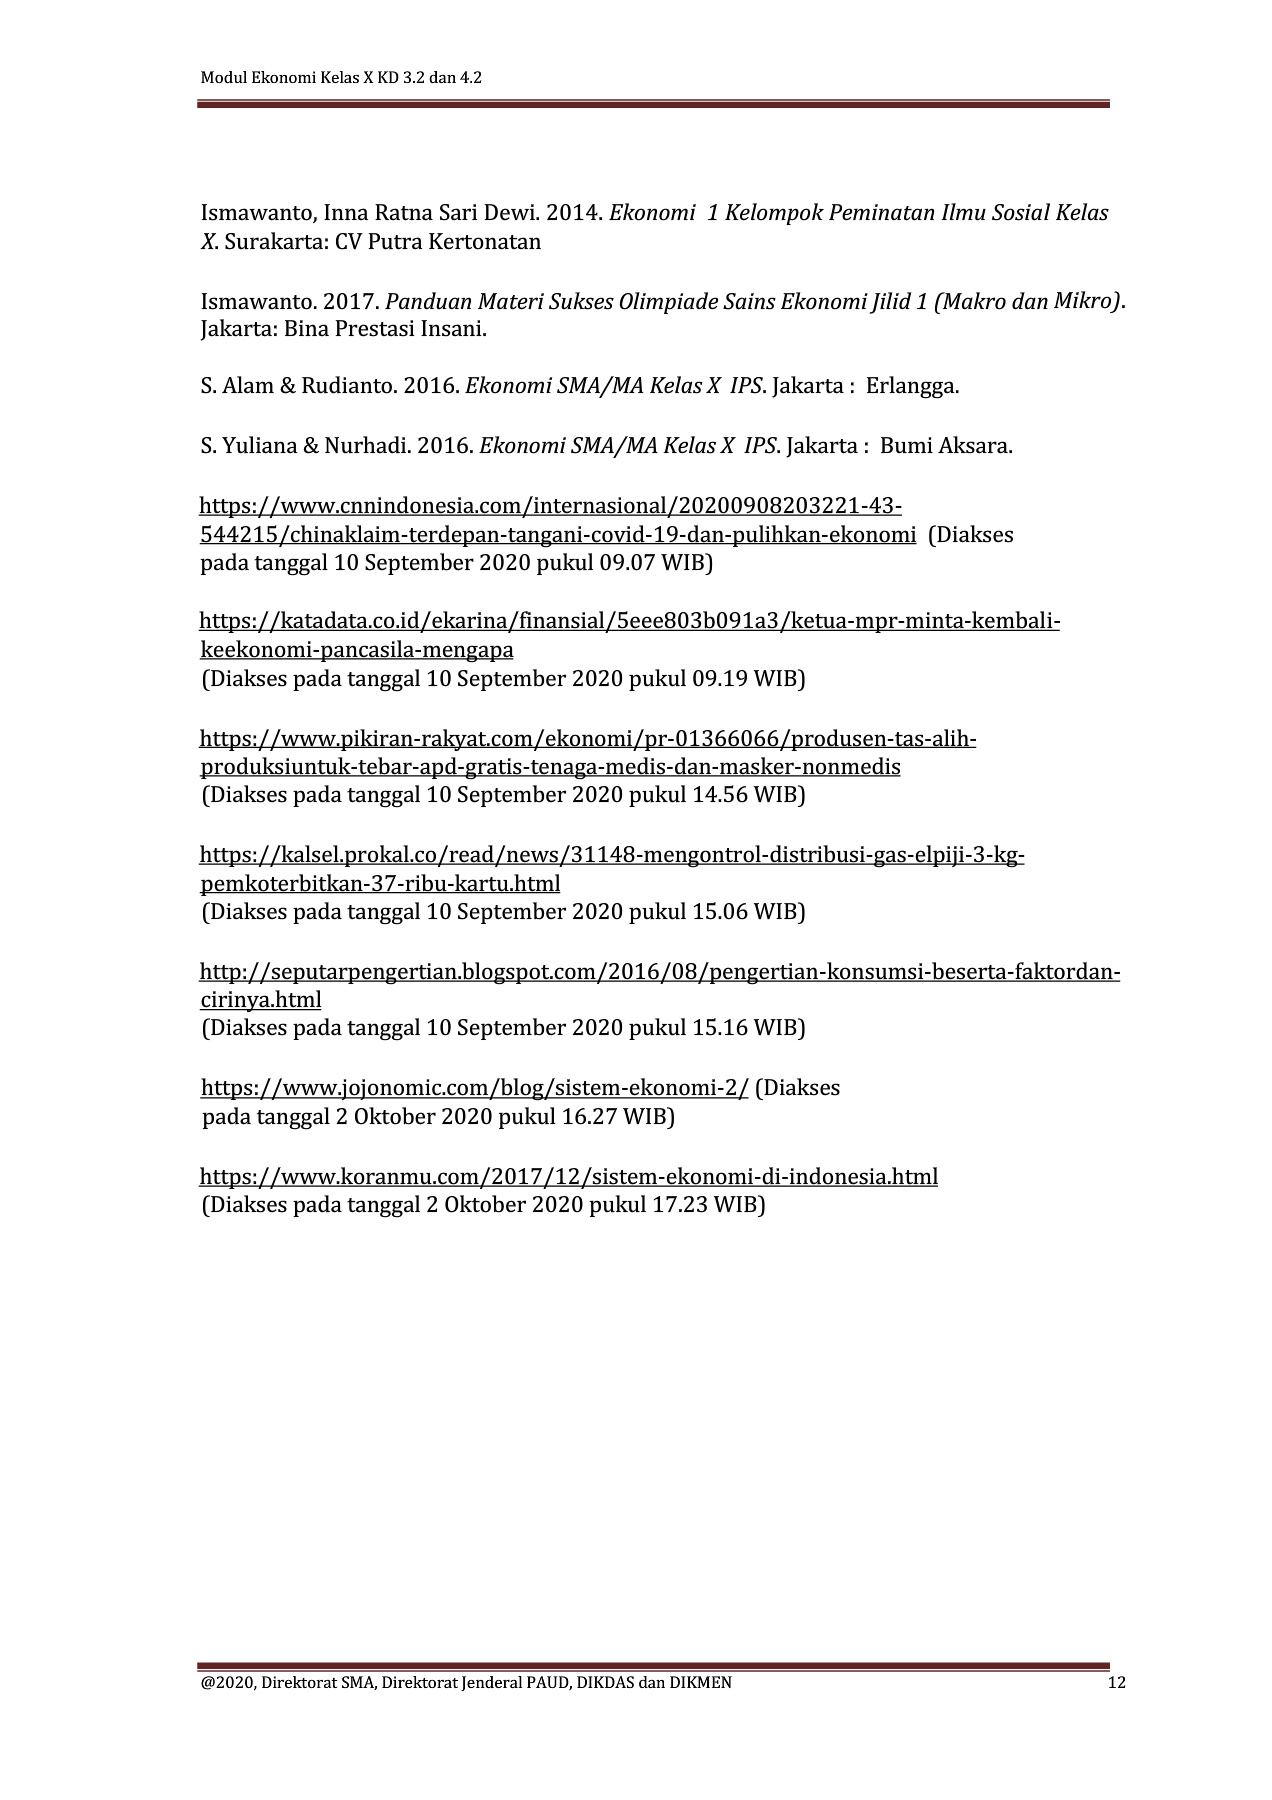 Modul Ekonomi Kelas X KD 3.2 dan 4.2
Ismawanto, Inna Ratna Sari Dewi. 2014. Ekonomi 1 Kelompok Peminatan Ilmu Sosial Kelas
X. Surakarta: CV Putra Kertonatan
Ismawanto. 2017. Panduan Materi Sukses Olimpiade Sains Ekonomi Jilid 1 (Makro dan Mikro).
Jakarta: Bina Prestasi Insani.
S. Alam & Rudianto. 2016. Ekonomi SMA/MA Kelas X IPS. Jakarta : Erlangga.
S. Yuliana & Nurhadi. 2016. Ekonomi SMA/MA Kelas X IPS. Jakarta : Bumi Aksara.
https://www.cnnindonesia.com/internasional/20200908203221-43-
544215/chinaklaim-terdepan-tangani-covid-19-dan-pulihkan-ekonomi (Diakses
pada tanggal 10 September 2020 pukul 09.07 WIB)
https://katadata.co.id/ekarina/finansial/5eee803b091a3/ketua-mpr-minta-kembali-
keekonomi-pancasila-mengapa
(Diakses pada tanggal 10 September 2020 pukul 09.19 WIB)
https://www.pikiran-rakyat.com/ekonomi/pr-01366066/produsen-tas-alih-
produksiuntuk-tebar-apd-gratis-tenaga-medis-dan-masker-nonmedis
(Diakses pada tanggal 10 September 2020 pukul 14.56 WIB)
https://kalsel.prokal.co/read/news/31148-mengontrol-distribusi-gas-elpiji-3-kg-
pemkoterbitkan-37-ribu-kartu.html
(Diakses pada tanggal 10 September 2020 pukul 15.06 WIB)
http://seputarpengertian.blogspot.com/2016/08/pengertian-konsumsi-beserta-faktordan-
cirinya.html
(Diakses pada tanggal 10 September 2020 pukul 15.16 WIB)
https://www.jojonomic.com/blog/sistem-ekonomi-2/ (Diakses
pada tanggal 2 Oktober 2020 pukul 16.27 WIB)
https://www.koranmu.com/2017/12/sistem-ekonomi-di-indonesia.html
(Diakses pada tanggal 2 Oktober 2020 pukul 17.23 WIB)
@2020, Direktorat SMA, Direktorat Jenderal PAUD, DIKDAS dan DIKMEN 12